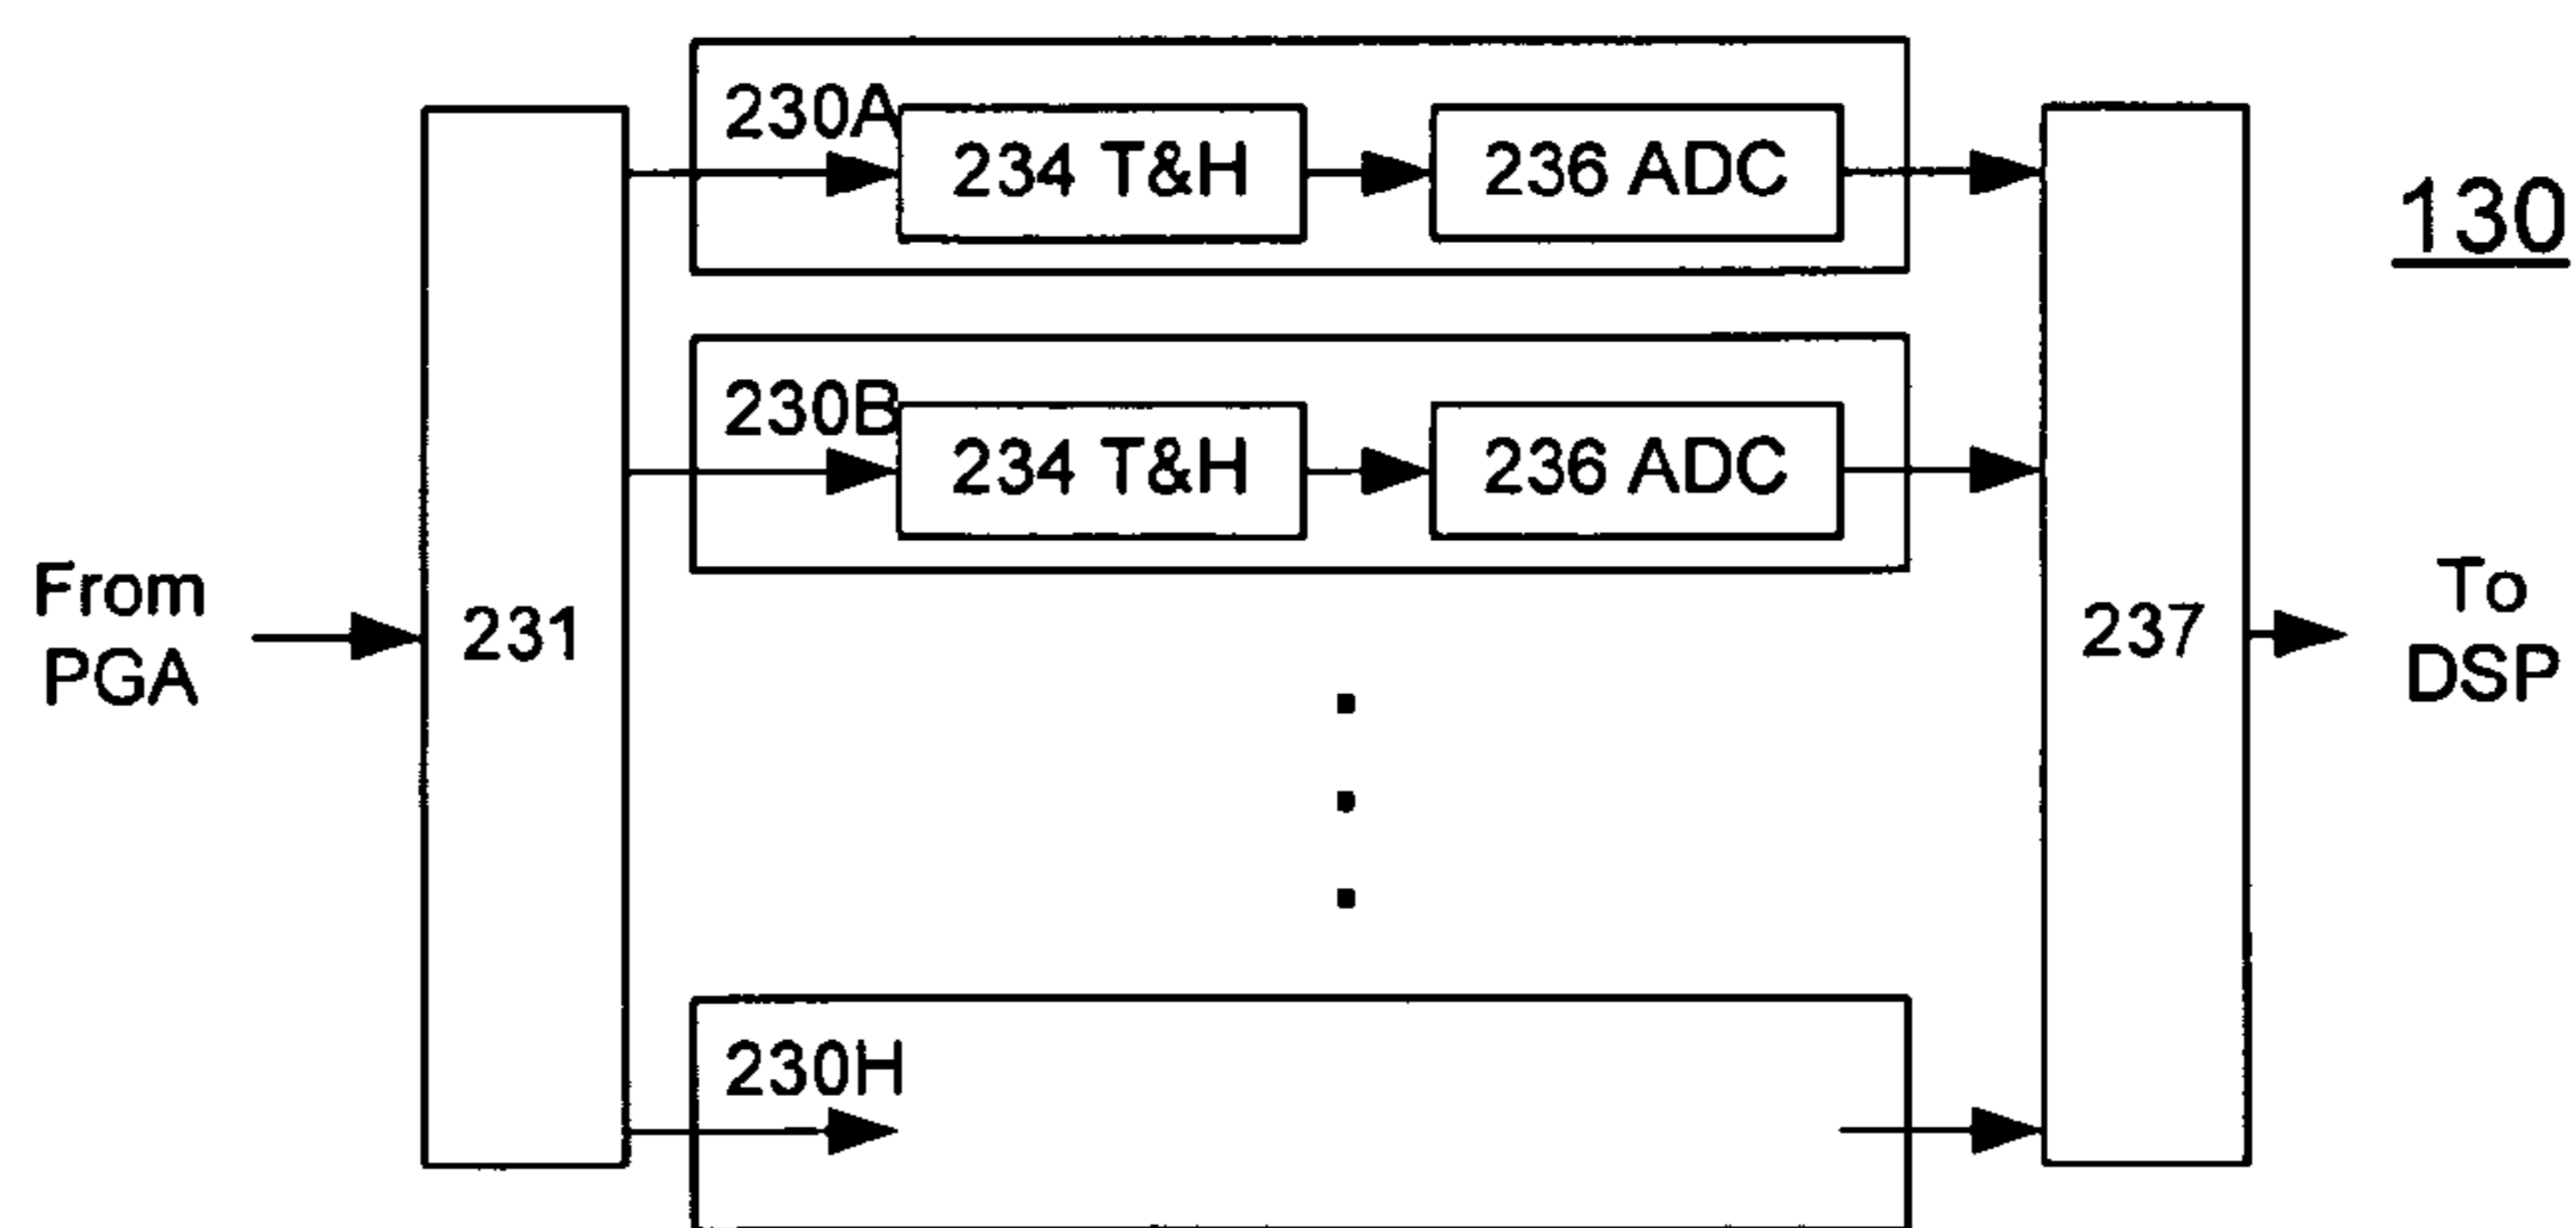 230A
234 T&H
236 ADC
130
230B
234 T&H
236 ADC
From
PGA
231
237
To
DSP
230H